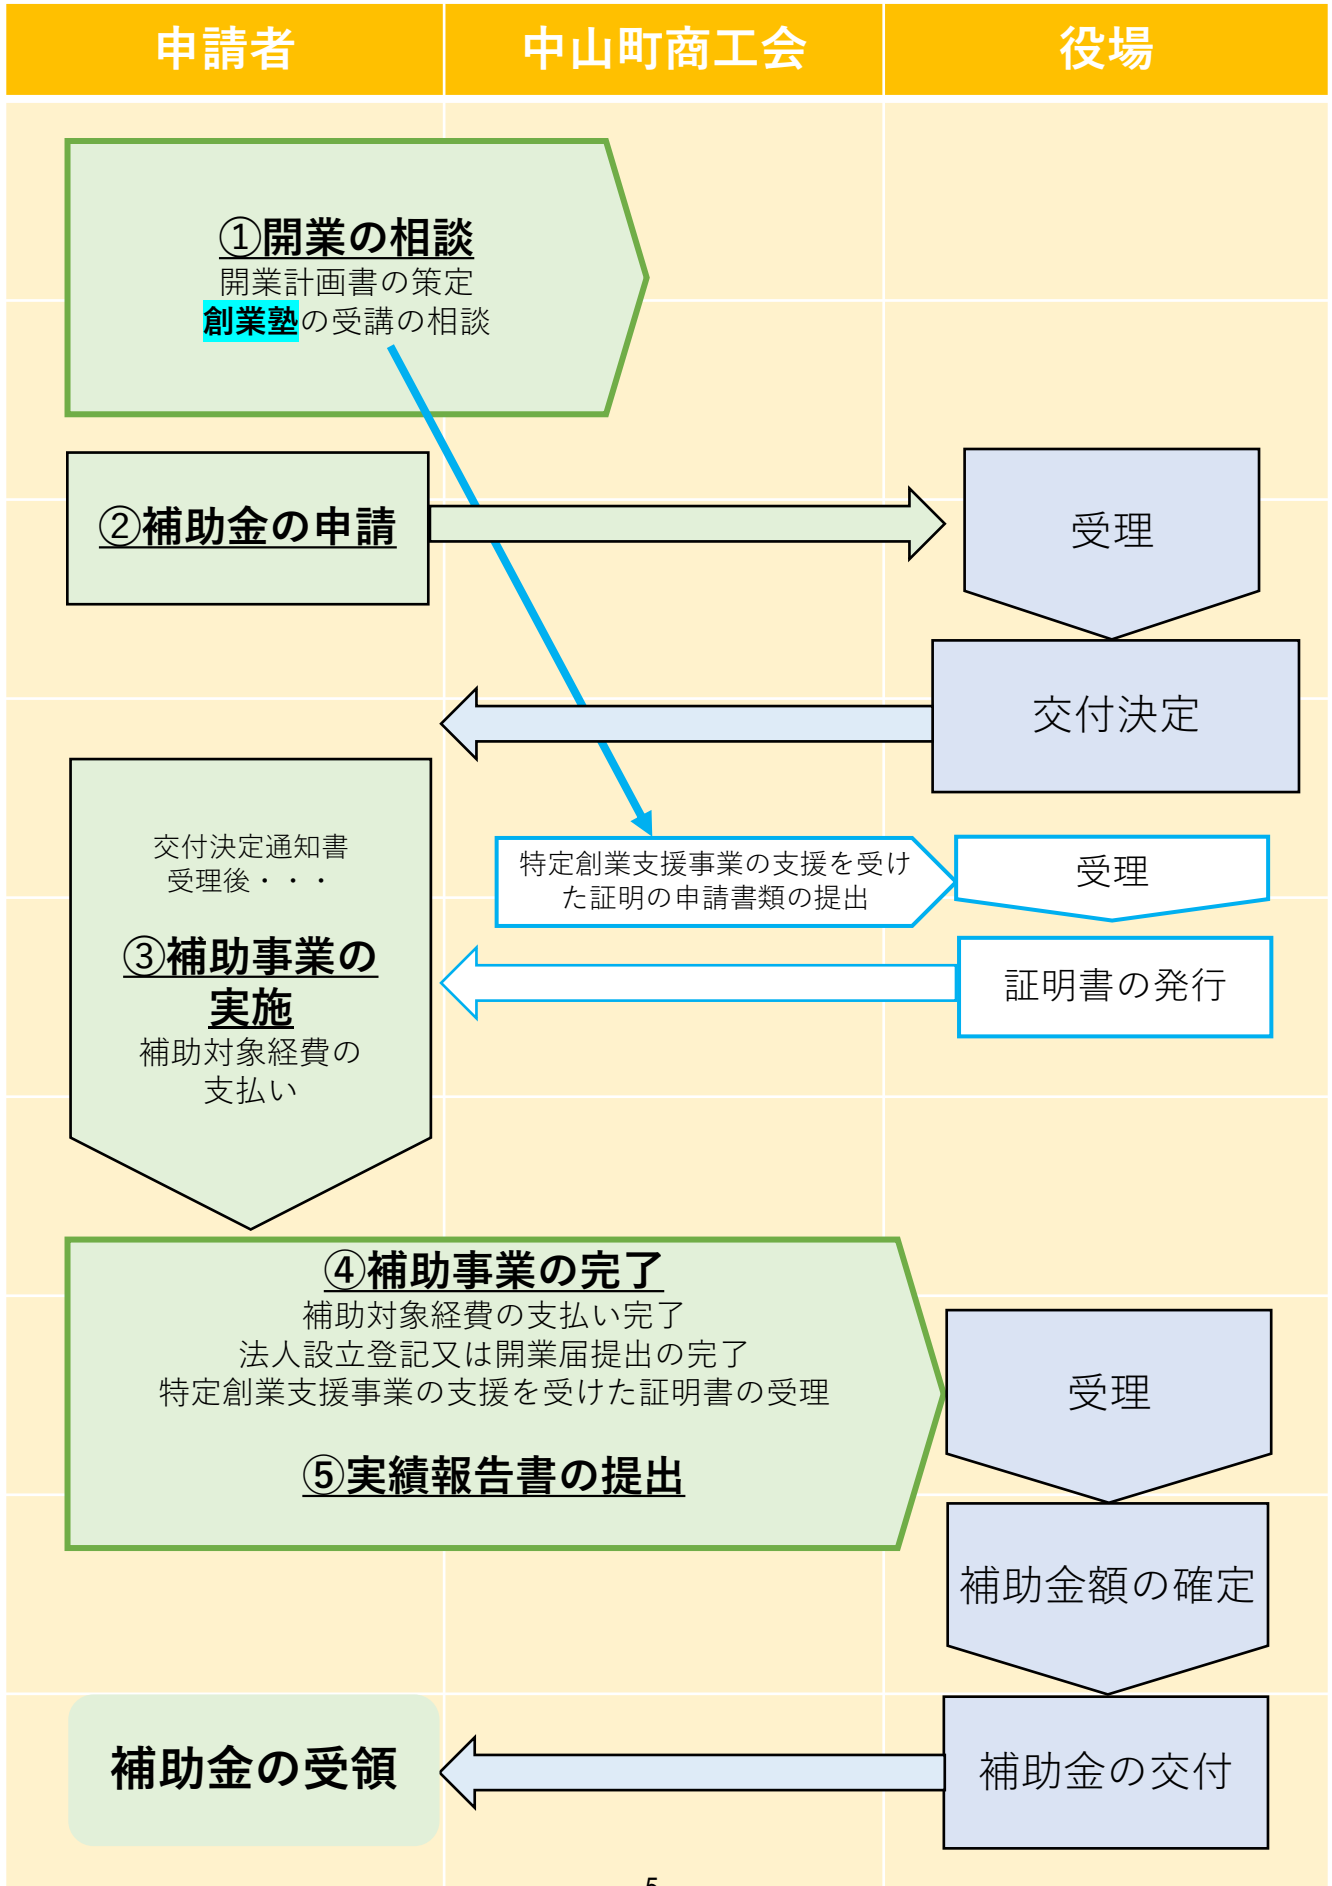 申請者
中山町商工会
役場
①開業の相談
開業計画書の策定
創業塾の受講の相談
②補助金の申請
受理
交付決定
交付決定通知書
受理後・・・
③補助事業の
実施
補助対象経費の
支払い
特定創業支援事業の支援を受け
た証明の申請書類の提出
受理
証明書の発行
④補助事業の完了
補助対象経費の支払い完了
法人設立登記又は開業届提出の完了
特定創業支援事業の支援を受けた証明書の受理
⑤実績報告書の提出
受理
補助金額の確定
補助金の受領
補助金の交付
5